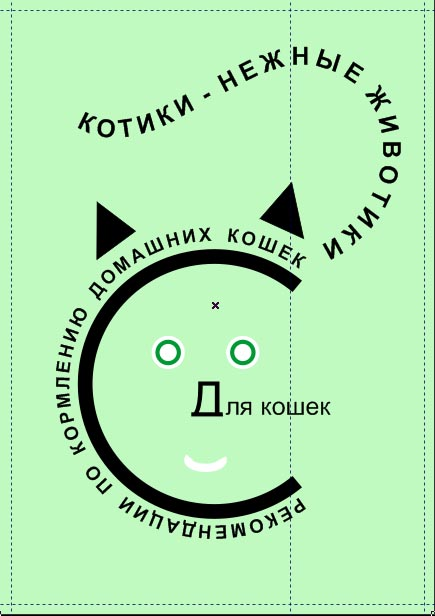 КОТИКИ - НЕЖНЫЕ ЖИВОТИКИ
РЕКОМЕНДАЦИИ ПО КОРМЛЕНИЮ ДОМАШНИХ КОШЕК
Для кошек